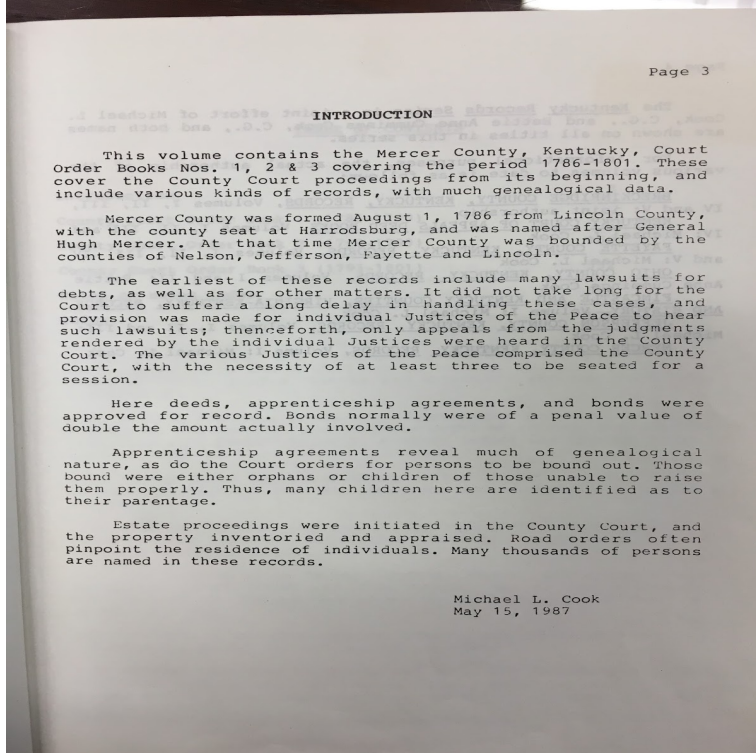 Page 3
INTRODUCTION
This volume contains the Mercer County, Kentucky, Court
Order Books Nos. 1, 2 & 3 covering the period 1786-1801. These
cover the County Court proceedings from its beginning, and
include various kinds of records, with much genealogical data.
Mercer County was formed August 1, 1786 from Lincoln County,
with the county seat at Harrodsburg, and was named after General
Hugh Mercer. At that time Mercer County was bounded by the
counties of Nelson, Jefferson, Fayette and Lincoln.
The earliest of these records include many lawsuits for
debts, as well as for other matters. It did not take long for the
Court to suffer a long delay in handling these cases, and
provision was made for individual Justices of the Peace to hear
such lawsuits; thenceforth, only appeals from the judgments
rendered by the individual Justices were heard in the County
Court. The various Justices of the Peace comprised the County
Court, with the necessity of at least three to be seated for a
session.
Here deeds, apprenticeship agreements, and bonds were
approved for record. Bonds normally were of a penal value of
double the amount actually involved.
Apprenticeship agreements reveal much of genealogical
nature, as do the Court orders for persons to be bound out. Those
bound were either orphans or children of those unable to raise
them properly. Thus, many children here are identified as to
their parentage.
Estate proceedings were initiated in the County Court, and
the property inventoried and appraised. Road orders often
pinpoint the residence of individuals. Many thousands of persons
are named in these records.
Michael L. Cook
May 15, 1987